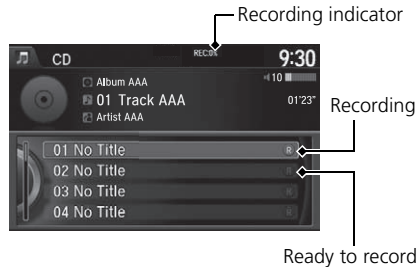 Recording indicator
CD
REC:0%
9:30
Album AAA
10
01 Track AAA
01'23"
Artist AAA
Recording
01 No Title
R
02 No Title
R
03 No Title
R
04 No Title
R
Ready to record